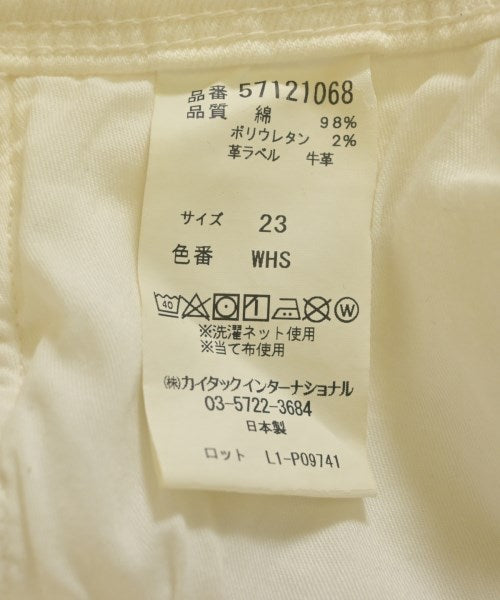 品番 57121068
品質 綿 98%
ポリウレタン 2%
革ラベル 牛革
サイズ 23
色番 WHS
40 W
※洗濯ネット使用
※当て布使用
㈱カイタックインターナショナル
03-5722-3684
日本製
ロット L1-P09741